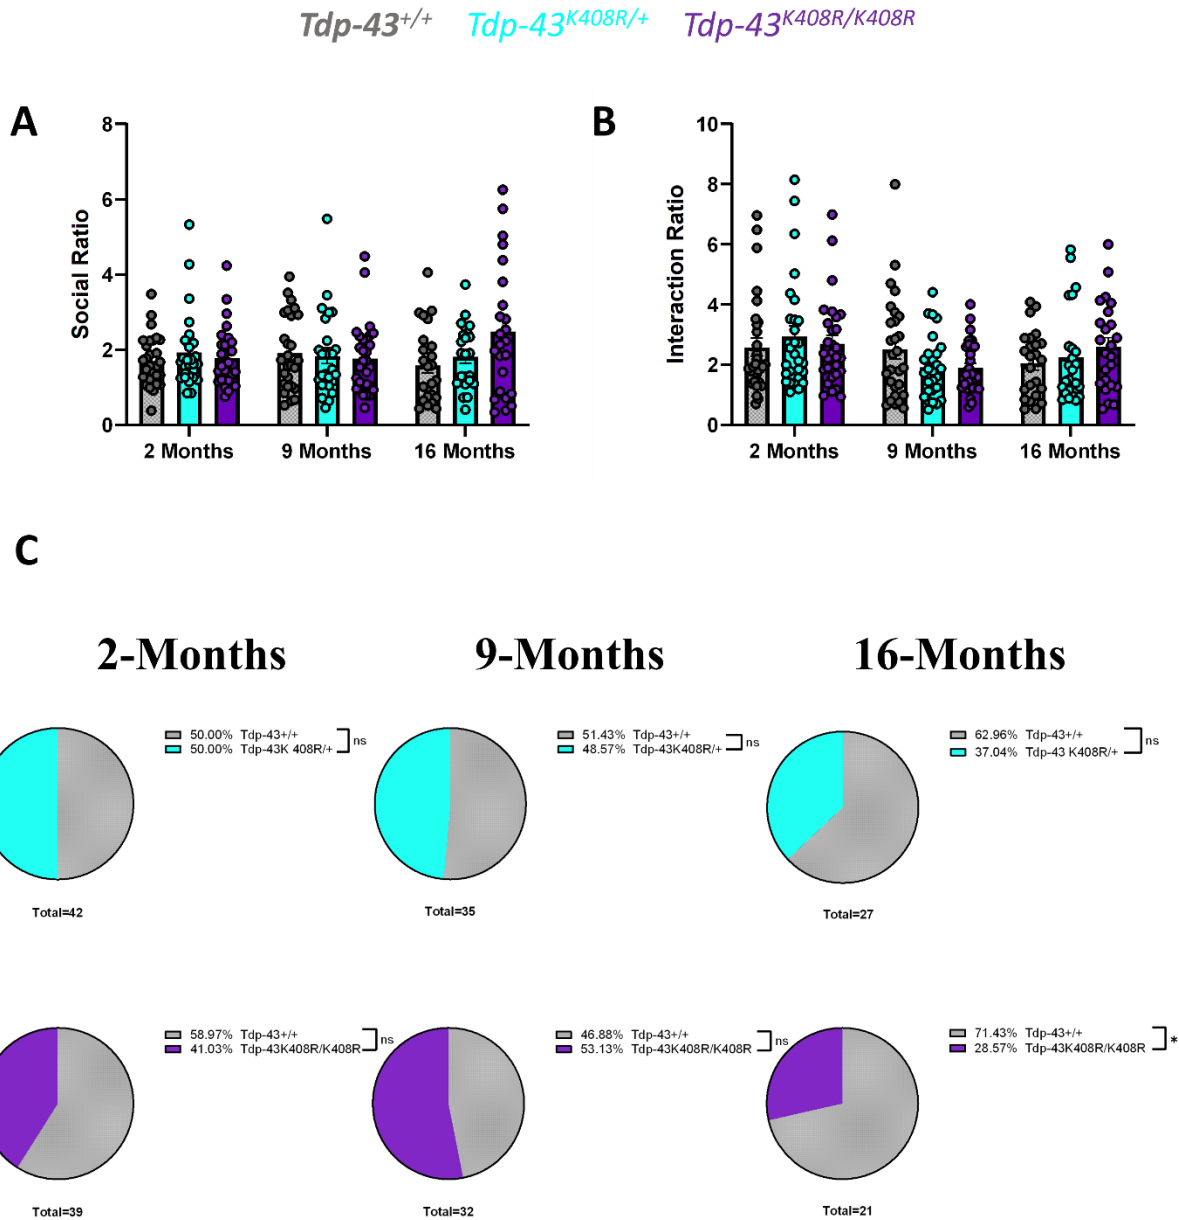 Tdp-43+/+ Tdp-43K408R/+ Tdp-43K408R/K408R
A
8
6
4
2
0
Social Ratio
2 Months 9 Months 16 Months
B
10
8
6
4
2
0
Interaction Ratio
2 Months 9 Months 16 Months
C
2-Months 9-Months 16-Months
50.00% Tdp-43+/+
50.00% Tdp-43K 408R/+
ns
Total=42
51.43% Tdp-43+/+
48.57% Tdp-43K408R/+
ns
Total=35
62.96% Tdp-43+/+
37.04% Tdp-43 K408R/+
ns
Total=27
58.97% Tdp-43+/+
41.03% Tdp-43K408R/K408R
ns
Total=39
46.88% Tdp-43+/+
53.13% Tdp-43K408R/K408R
ns
Total=32
71.43% Tdp-43+/+
28.57% Tdp-43K408R/K408R
*
Total=21